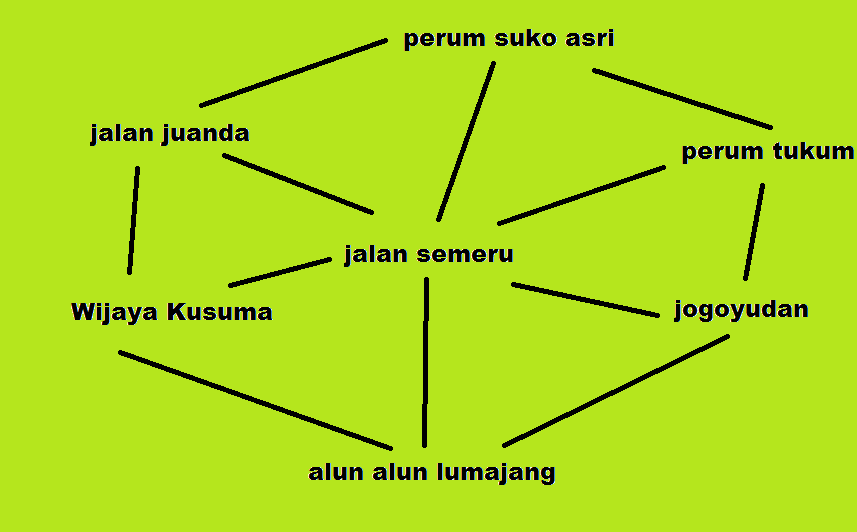 perum suko asri
jalan juanda
perum tukum
jalan semeru
Wijaya Kusuma
jogoyudan
alun alun lumajang